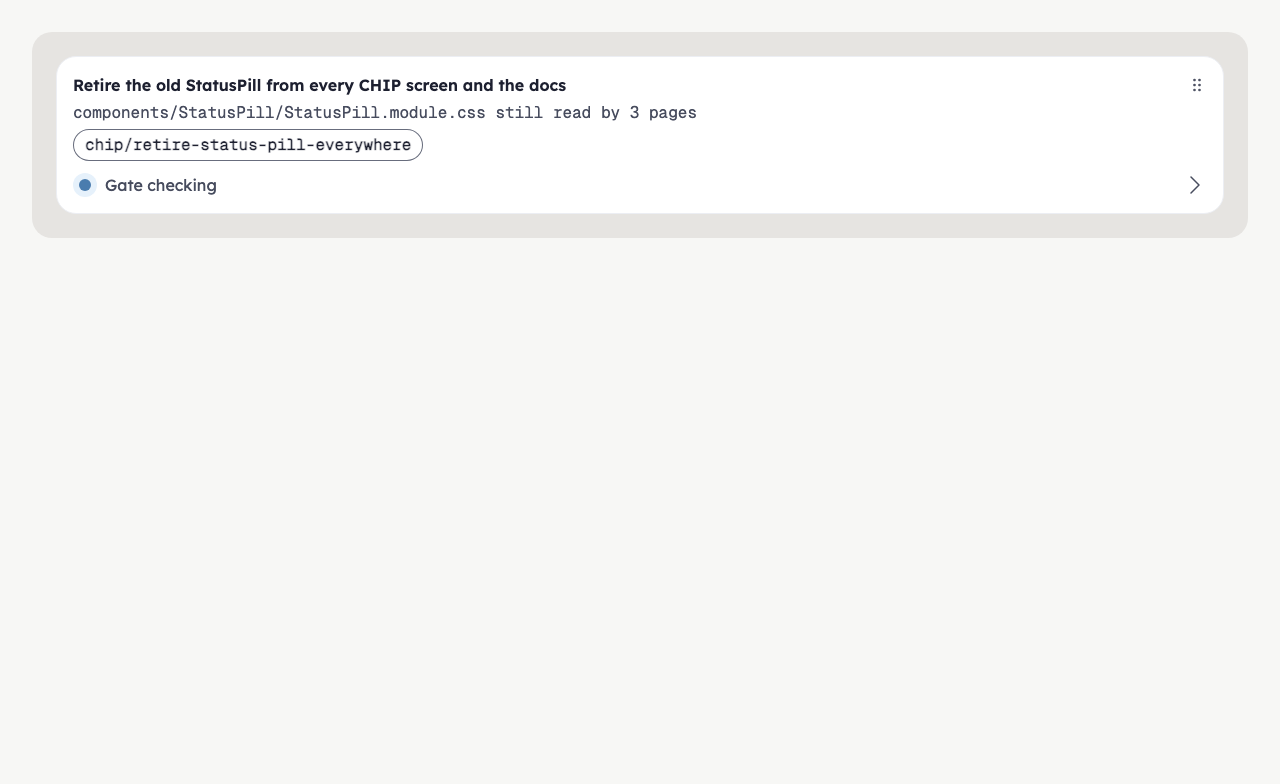 Retire the old StatusPill from every CHIP screen and the docs
components/StatusPill/StatusPill.module.css still read by 3 pages
chip/retire-status-pill-everywhere
Gate checking